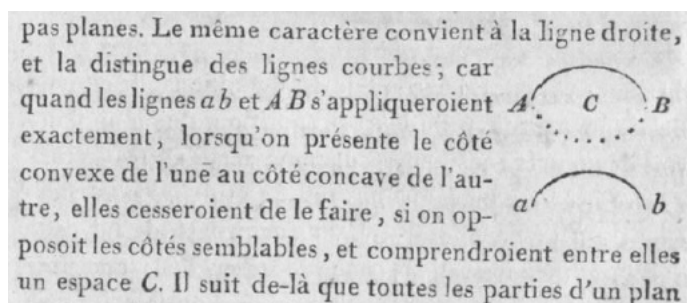 pas planes. Le même caractère convient à la ligne droite,
et la distingue des lignes courbes; car
quand les lignes ab et AB s'appliqueroient
exactement, lorsqu'on présente le côté
convexe de l'une au côté concave de l'au-
tre, elles cesseroient de le faire, si on op-
posoit les côtés semblables, et comprendroient entre elles
un espace C. Il suit de-là que toutes les parties d'un plan
A C B
a b